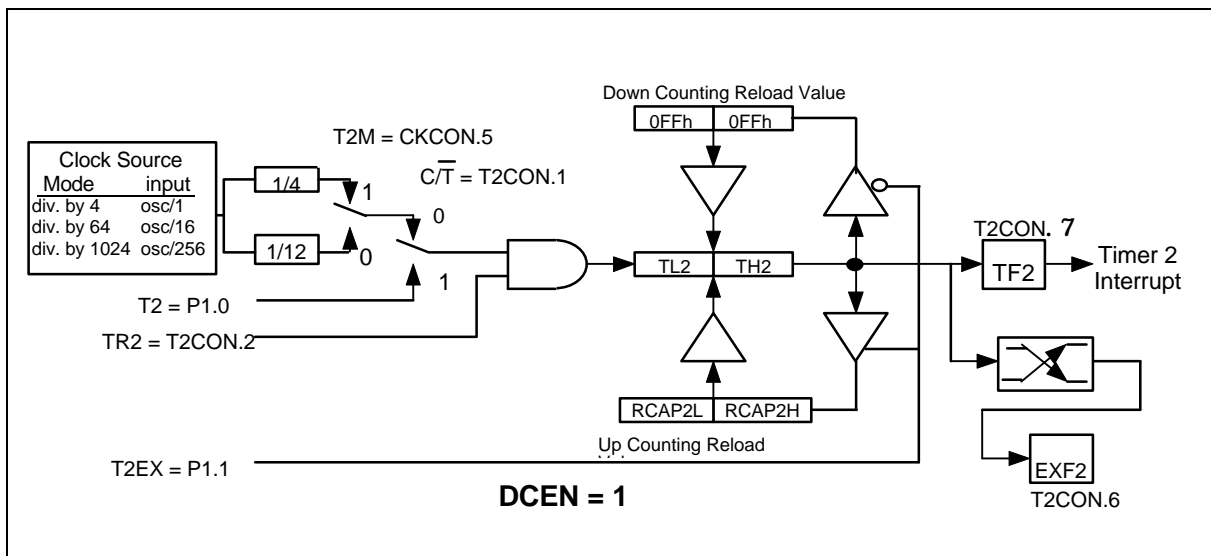 Down Counting Reload Value
0FFh 0FFh
T2M = CKCON.5
C/T̅ = T2CON.1
Clock Source
Mode input
div. by 4 osc/1
div. by 64 osc/16
div. by 1024 osc/256
1/4
1
0
1/12
0
1
T2 = P1.0
TR2 = T2CON.2
TL2 TH2
T2CON. 7
TF2
Timer 2
Interrupt
RCAP2L RCAP2H
Up Counting Reload
T2EX = P1.1
EXF2
T2CON.6
DCEN = 1